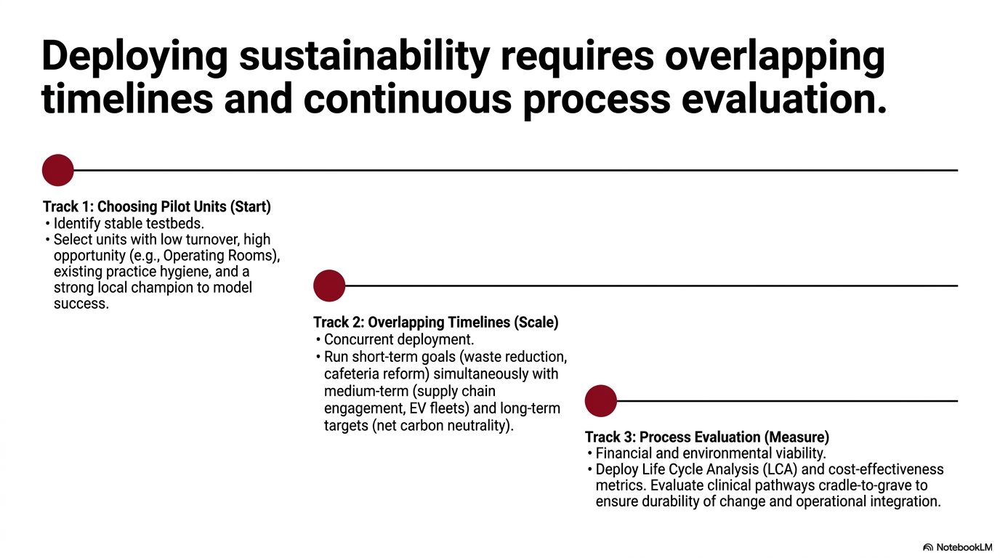 Deploying sustainability requires overlapping
timelines and continuous process evaluation.
Track 1: Choosing Pilot Units (Start)
• Identify stable testbeds.
• Select units with low turnover, high
opportunity (e.g., Operating Rooms),
existing practice hygiene, and a
strong local champion to model
success.
Track 2: Overlapping Timelines (Scale)
• Concurrent deployment.
• Run short-term goals (waste reduction,
cafeteria reform) simultaneously with
medium-term (supply chain
engagement, EV fleets) and long-term
targets (net carbon neutrality).
Track 3: Process Evaluation (Measure)
• Financial and environmental viability.
• Deploy Life Cycle Analysis (LCA) and cost-effectiveness
metrics. Evaluate clinical pathways cradle-to-grave to
ensure durability of change and operational integration.
NotebookLM